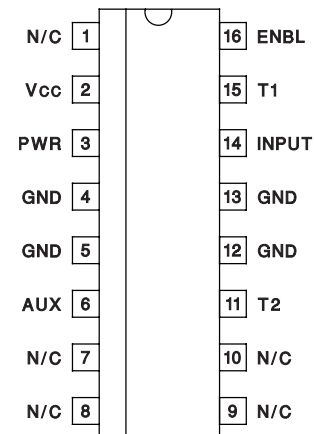 N/C 1 16 ENBL
Vcc 2 15 T1
PWR 3 14 INPUT
GND 4 13 GND
GND 5 12 GND
AUX 6 11 T2
N/C 7 10 N/C
N/C 8 9 N/C